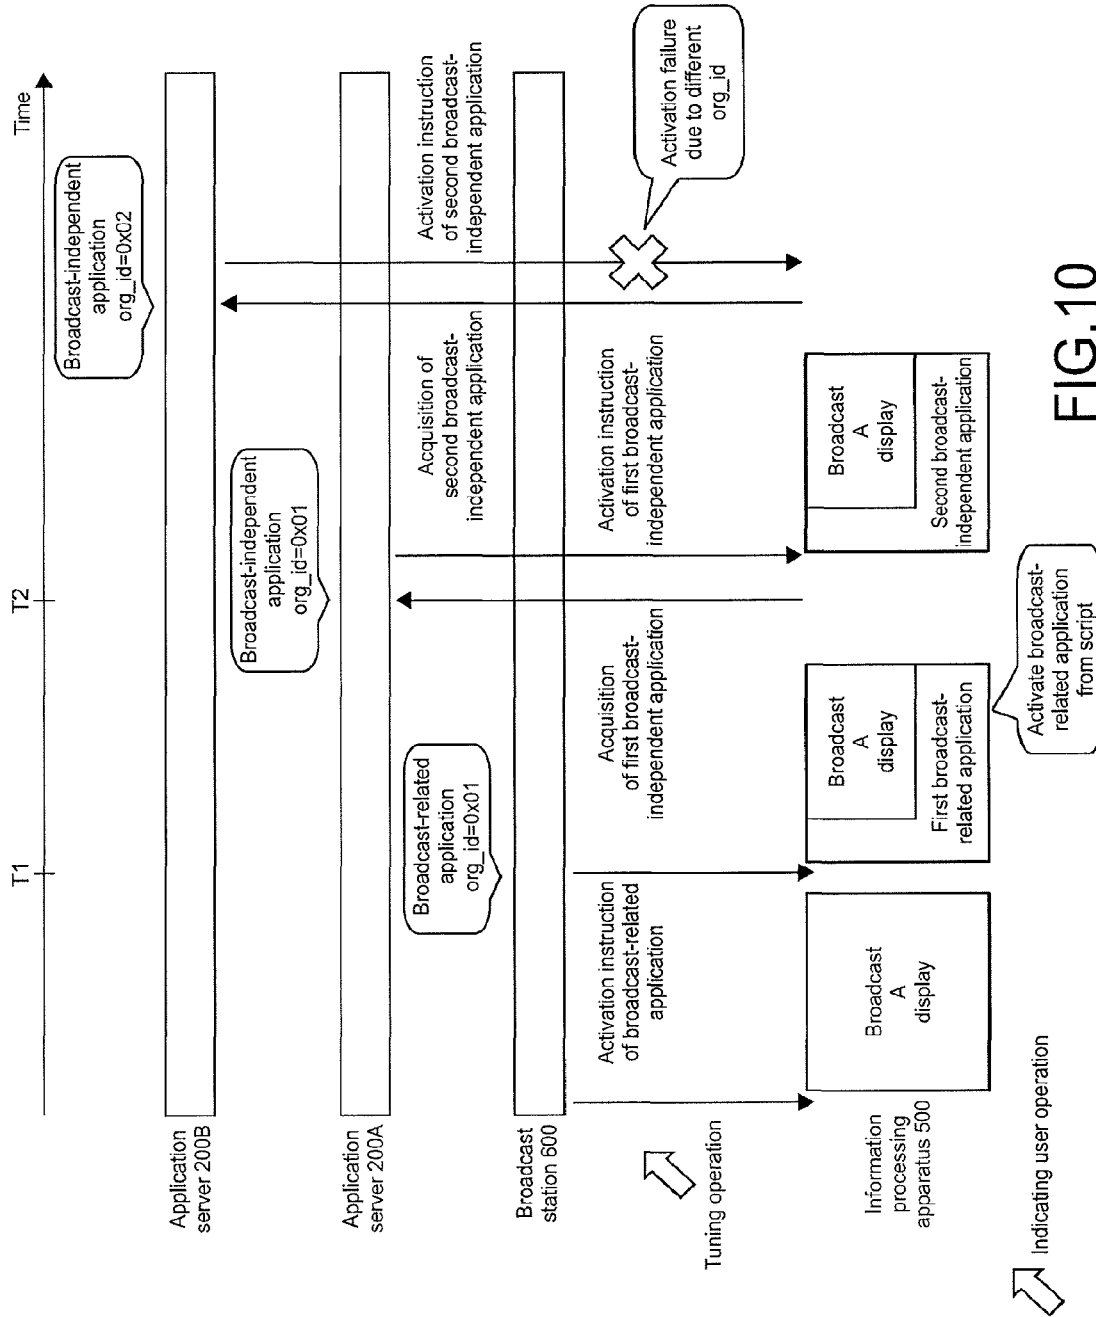 Time
T1
T2
Broadcast-independent
application
org_id=0x02
Application
server 200B
Broadcast-independent
application
org_id=0x01
Application
server 200A
Activation instruction
of second broadcast-
independent application
Acquisition of
second broadcast-
independent application
Broadcast-related
application
org_id=0x01
Broadcast
station 600
Activation instruction
of broadcast-related
application
Acquisition
of first broadcast-
independent application
Activation instruction
of first broadcast-
independent application
Activation failure
due to different
org_id
Tuning operation
Information
processing
apparatus 500
Broadcast
A
display
Broadcast
A
display
First broadcast-
related application
Broadcast
A
display
Second broadcast-
independent application
Activate broadcast-
related application
from script
Indicating user operation
FIG.10